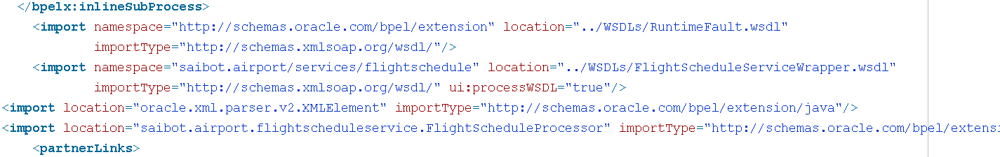 </bpelx:inlineSubProcess>
<import namespace="http://schemas.oracle.com/bpel/extension" location="../WSDLs/RuntimeFault.wsdl"
importType="http://schemas.xmlsoap.org/wsdl/"/>
<import namespace="saibot.airport/services/flightschedule" location="../WSDLs/FlightScheduleServiceWrapper.wsdl"
importType="http://schemas.xmlsoap.org/wsdl/" ui:processWSDL="true"/>
<import location="oracle.xml.parser.v2.XMLElement" importType="http://schemas.oracle.com/bpel/extension/java"/>
<import location="saibot.airport.flightscheduleservice.FlightScheduleProcessor" importType="http://schemas.oracle.com/bpel/extensi
<partnerLinks>